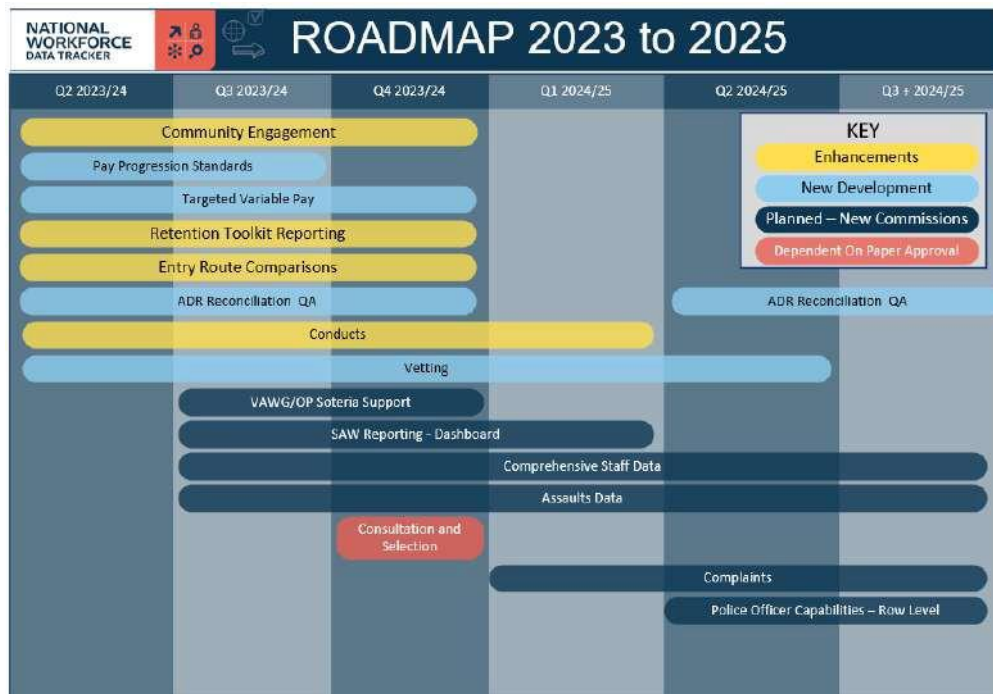 NATIONAL
WORKFORCE
DATA TRACKER
ROADMAP 2023 to 2025
Q2 2023/24
Q3 2023/24
Q4 2023/24
Q1 2024/25
Q2 2024/25
Q3 + 2024/25
KEY
Enhancements
New Development
Planned – New Commissions
Dependent On Paper Approval
Community Engagement
Pay Progression Standards
Targeted Variable Pay
Retention Toolkit Reporting
Entry Route Comparisons
ADR Reconciliation QA
ADR Reconciliation QA
Conducts
Vetting
VAWG/OP Soteria Support
SAW Reporting - Dashboard
Comprehensive Staff Data
Assaults Data
Consultation and
Selection
Complaints
Police Officer Capabilities – Row Level